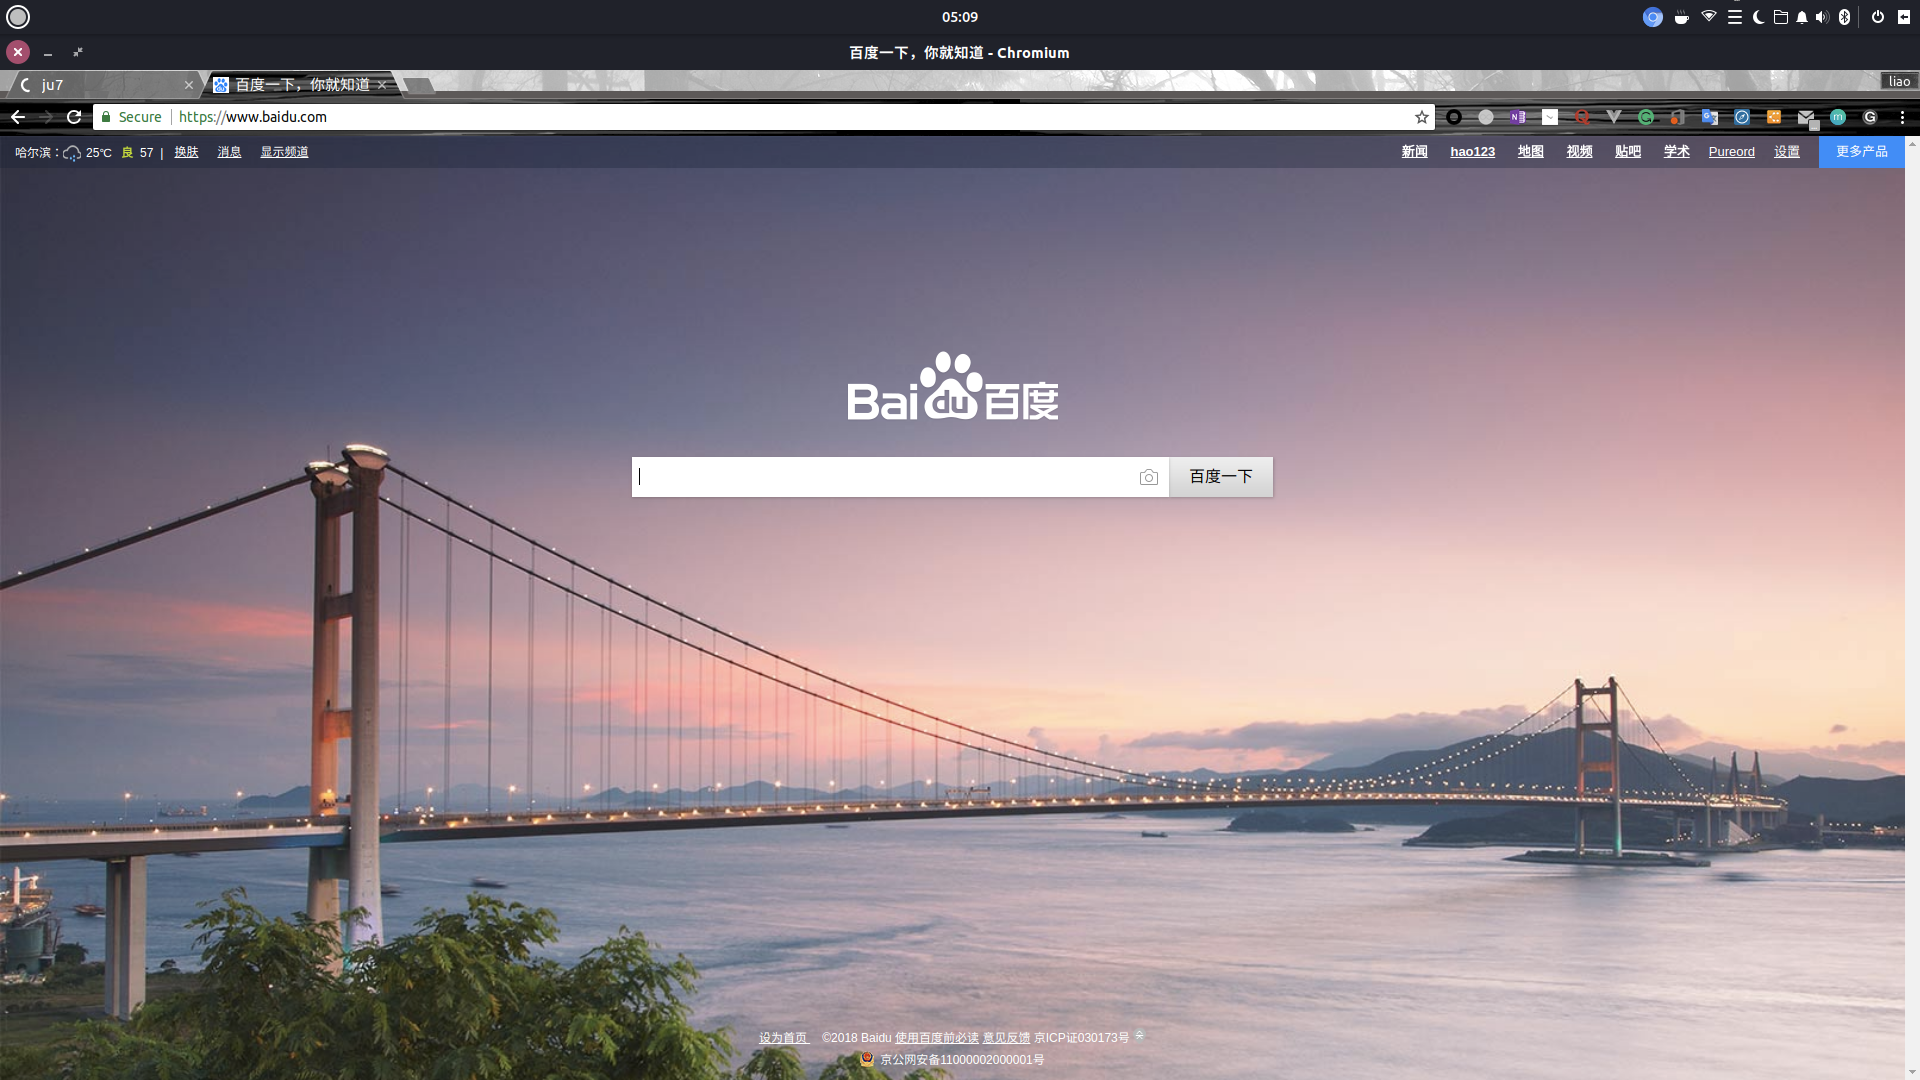 05:09
百度一下，你就知道 - Chromium
ju7
百度一下，你就知道
liao
Secure
https://www.baidu.com
哈尔滨：
25℃ 良 57 | 换肤 消息 显示频道
新闻 hao123 地图 视频 贴吧 学术 Pureord 设置 更多产品
Bai du 百度
百度一下
设为首页 ©2018 Baidu 使用百度前必读 意见反馈 京ICP证030173号
京公网安备11000002000001号